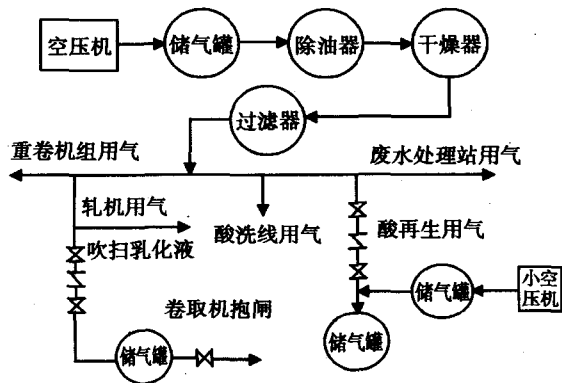 空压机
储气罐
除油器
干燥器
过滤器
重卷机组用气
废水处理站用气
轧机用气
酸洗线用气
酸再生用气
吹扫乳化液
卷取机抱闸
储气罐
小空
压机
储气罐
储气罐